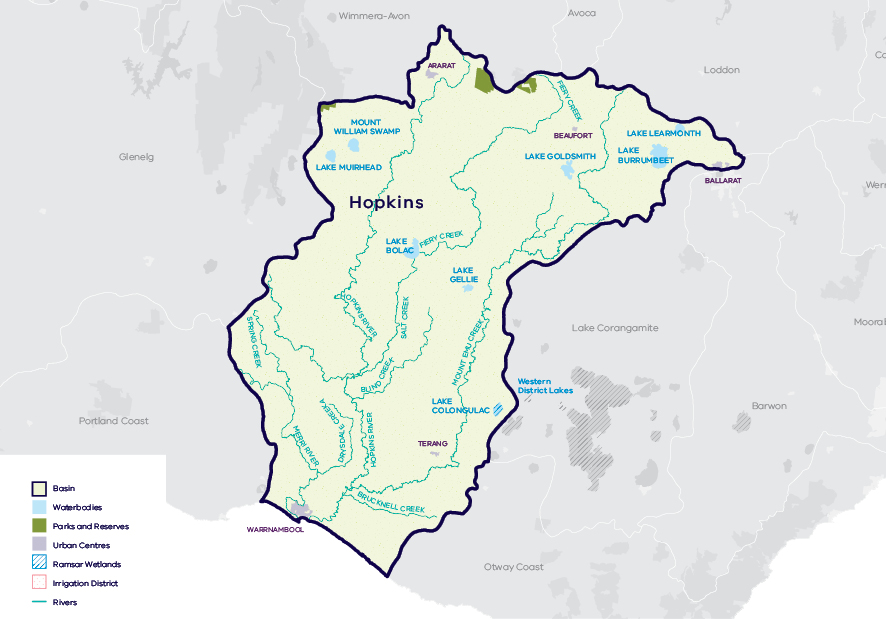 Wimmera-Avon
Avoca
ARARAT
Loddon
FIERY CREEK
MOUNT
WILLIAM SWAMP
BEAUFORT
LAKE LEARMONTH
Glenelg
LAKE MUIRHEAD
LAKE GOLDSMITH
LAKE
BURRUMBEET
BALLARAT
Hopkins
LAKE
BOLAC
FIERY CREEK
LAKE
GELLIE
HOPKINS RIVER
SALT CREEK
SPRING CREEK
MOUNT EMU CREEK
Lake Corangamite
BLIND CREEK
Western
District Lakes
LAKE
COLONGULAC
Barwon
Portland Coast
DRYSDALE CREEKA
MERRI RIVER
HOPKINS RIVER
TERANG
BRUCKNELL CREEK
WARRNAMBOOL
Otway Coast
Basin
Waterbodies
Parks and Reserves
Urban Centres
Ramsar Wetlands
Irrigation District
Rivers